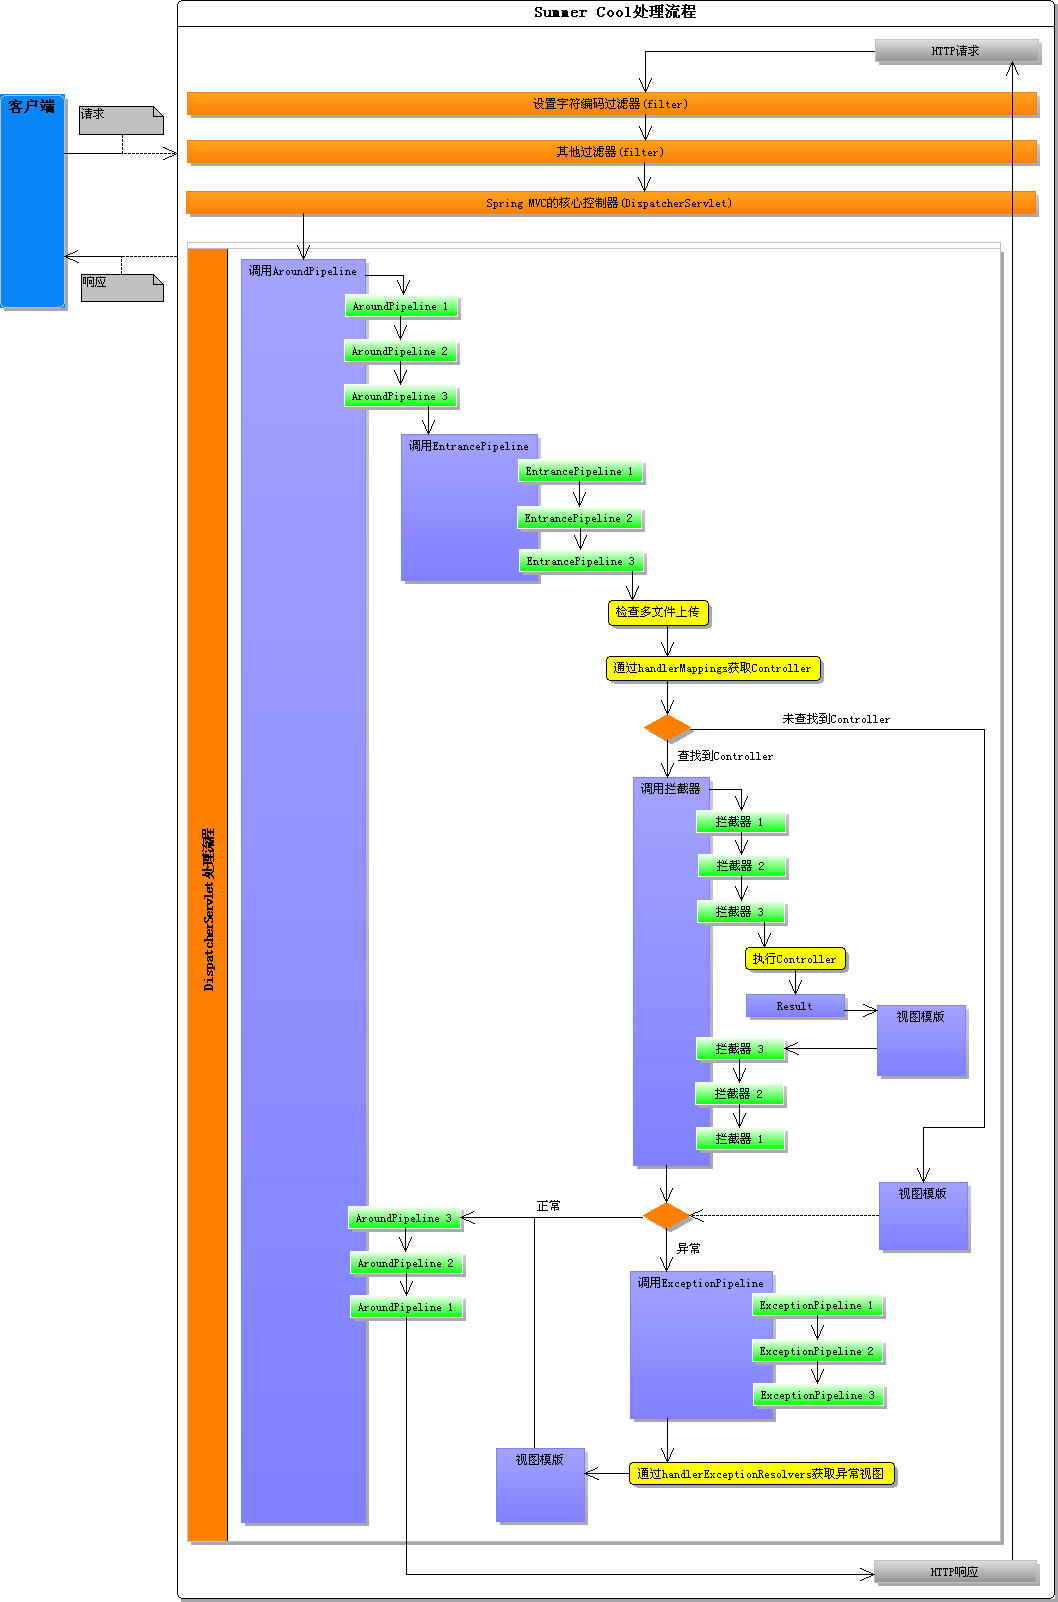 Summer Cool处理流程
HTTP请求
客户端
请求
设置字符编码过滤器(filter)
其他过滤器(filter)
Spring MVC的核心控制器(DispatcherServlet)
响应
DispatcherServlet 处理流程
调用AroundPipeline
AroundPipeline 1
AroundPipeline 2
AroundPipeline 3
调用EntrancePipeline
EntrancePipeline 1
EntrancePipeline 2
EntrancePipeline 3
检查多文件上传
通过handlerMappings获取Controller
未查找到Controller
查找到Controller
调用拦截器
拦截器 1
拦截器 2
拦截器 3
执行Controller
Result
视图模版
拦截器 3
拦截器 2
拦截器 1
视图模版
正常
AroundPipeline 3
AroundPipeline 2
AroundPipeline 1
异常
调用ExceptionPipeline
ExceptionPipeline 1
ExceptionPipeline 2
ExceptionPipeline 3
视图模版
通过handlerExceptionResolvers获取异常视图
HTTP响应